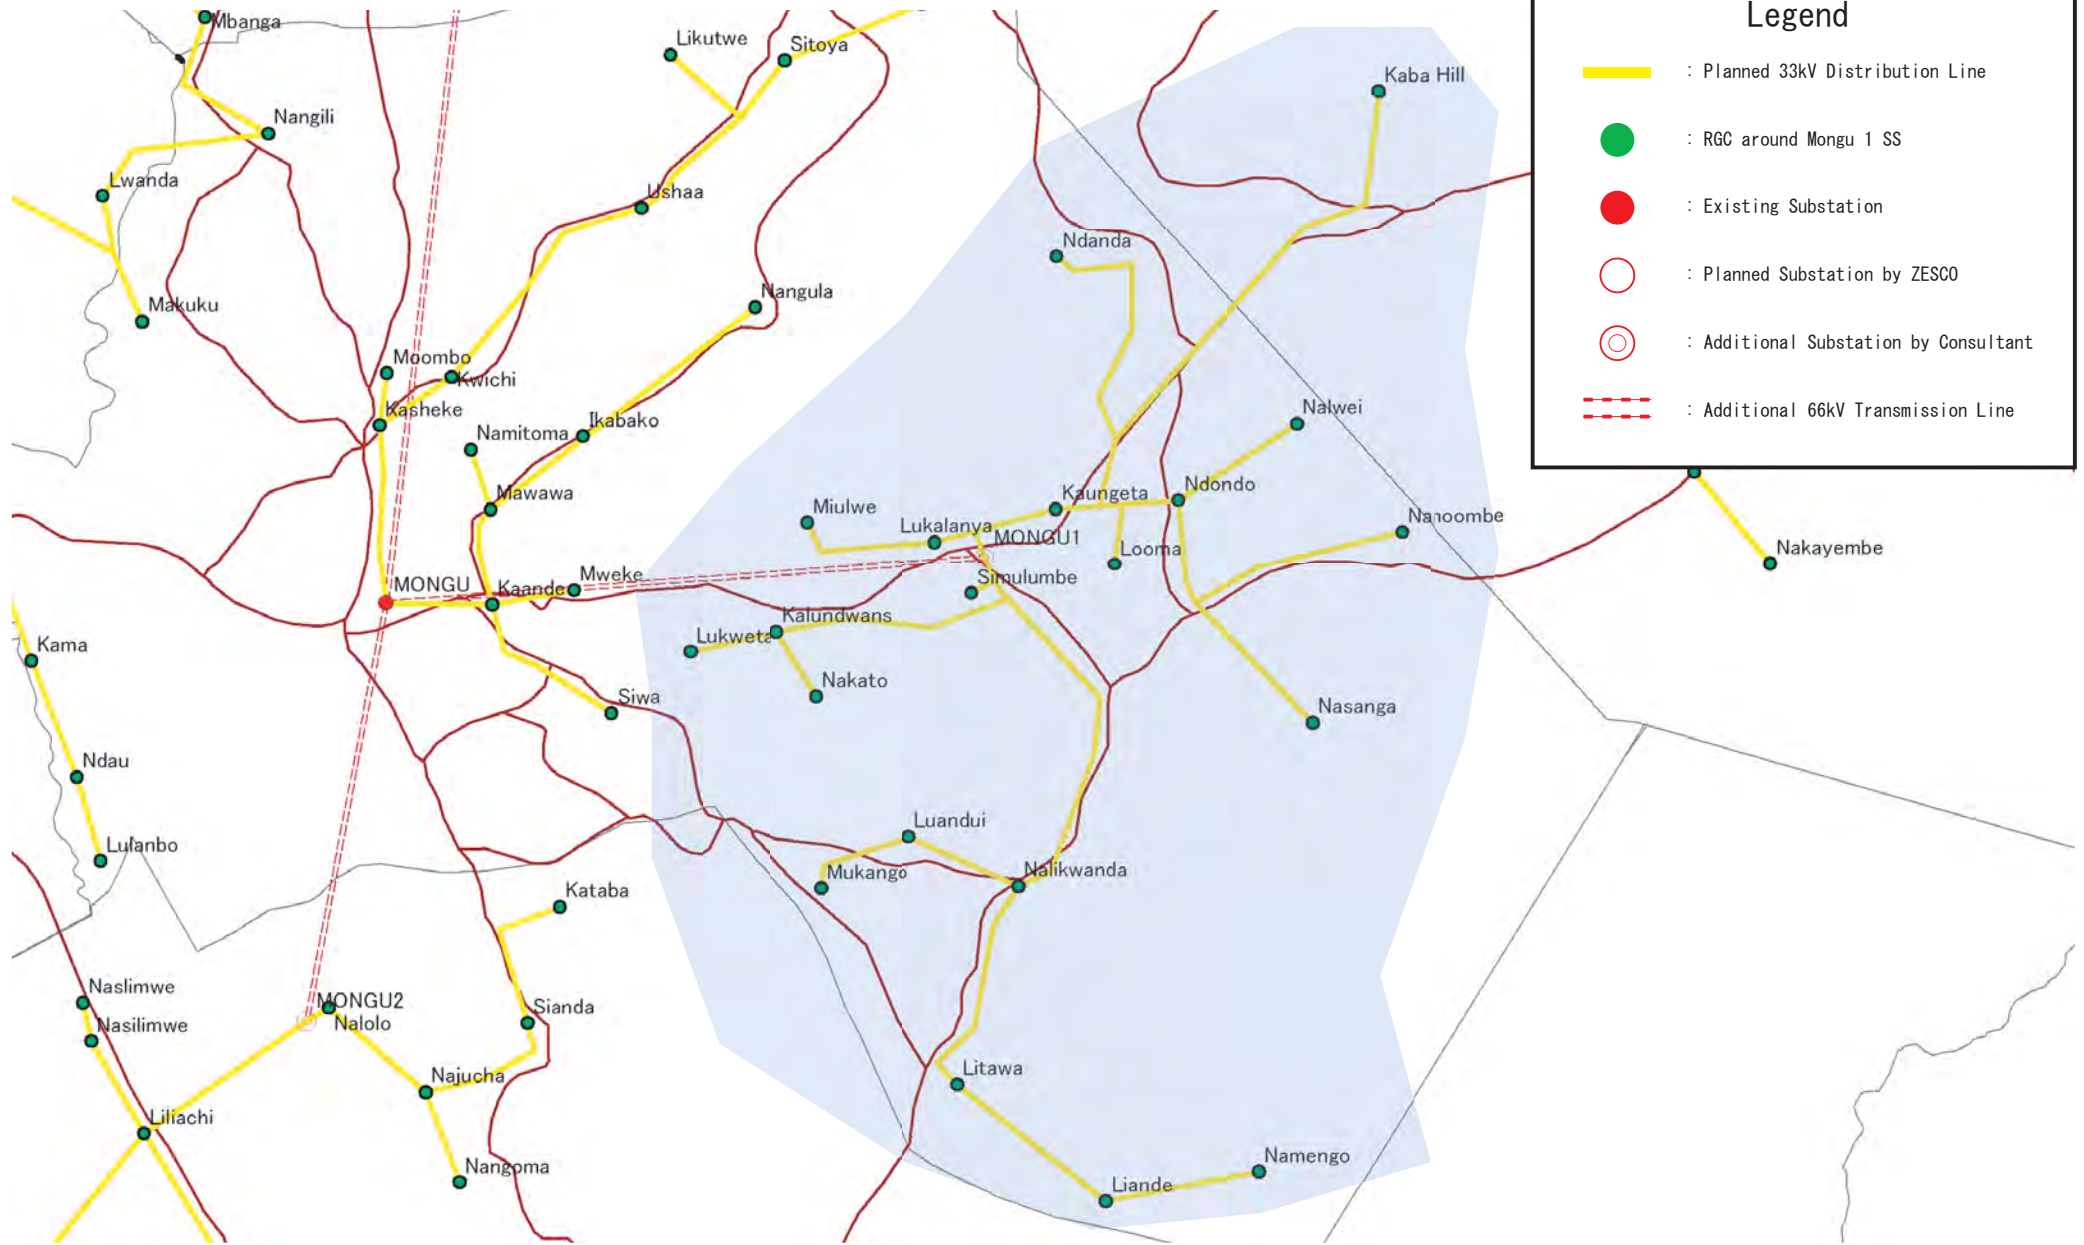 Legend
: Planned 33kV Distribution Line
: RGC around Mongu 1 SS
: Existing Substation
: Planned Substation by ZESCO
: Additional Substation by Consultant
: Additional 66kV Transmission Line
Mbanga
Likutwe
Sitoya
Kaba Hill
Nangili
Lwanda
Ushaa
Ndanda
Makuku
Nangula
Moombo
Kwichi
Kasheke
Ikabako
Nalwei
Namitoma
Mawawa
Kaungeta
Ndondo
Miulwe
Lukalanya
MONGU1
Looma
Nanoombe
Nakayembe
MONGU
Kaande
Mweke
Simulumbe
Kalundwans
Lukweta
Kama
Nakato
Siwa
Nasanga
Ndau
Luandui
Lulanbo
Mukango
Nalikwanda
Kataba
Naslimwe
MONGU2
Nalolo
Sianda
Nasilimwe
Litawa
Najucha
Liliachi
Nangoma
Namengo
Liande